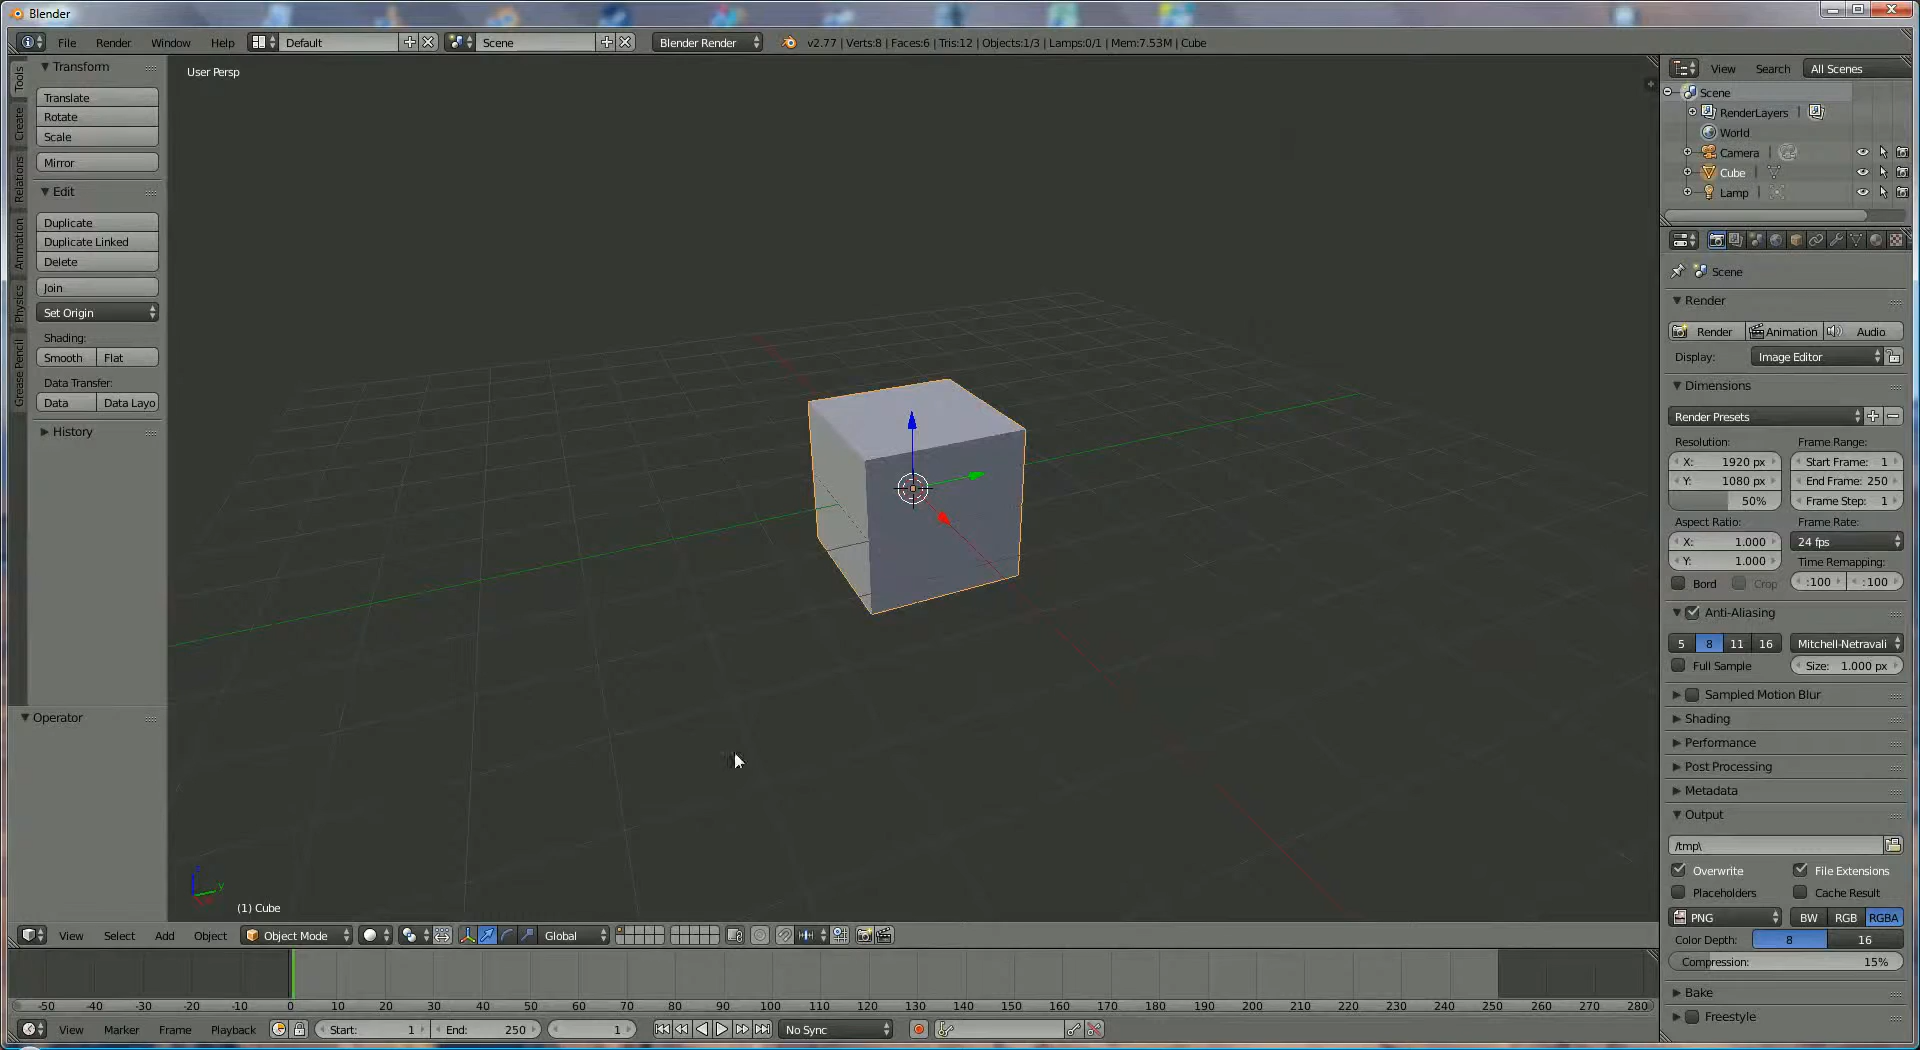 Blender
File Render Window Help Default Scene Blender Render v2.77 | Verts:8 | Faces:6 | Tris:12 | Objects:1/3 | Lamps:0/1 | Mem:7.53M | Cube
Tools
Create
Relations
Animation
Physics
Grease Pencil
Transform
Translate
Rotate
Scale
Mirror
Edit
Duplicate
Duplicate Linked
Delete
Join
Set Origin
Shading:
Smooth Flat
Data Transfer:
Data Data Layo
History
Operator
User Persp
(1) Cube
View Select Add Object Object Mode Global
-50 -40 -30 -20 -10 0 10 20 30 40 50 60 70 80 90 100 110 120 130 140 150 160 170 180 190 200 210 220 230 240 250 260 270 280
View Marker Frame Playback Start: 1 End: 250 1 No Sync
View Search All Scenes
Scene
RenderLayers
World
Camera
Cube
Lamp
Scene
Render
Render Animation Audio
Display: Image Editor
Dimensions
Render Presets
Resolution: Frame Range:
X: 1920 px Start Frame: 1
Y: 1080 px End Frame: 250
50% Frame Step: 1
Aspect Ratio: Frame Rate:
X: 1.000 24 fps
Y: 1.000 Time Remapping:
Bord Crop :100 :100
Anti-Aliasing
5 8 11 16 Mitchell-Netravali
Full Sample Size: 1.000 px
Sampled Motion Blur
Shading
Performance
Post Processing
Metadata
Output
/tmp\
Overwrite File Extensions
Placeholders Cache Result
PNG BW RGB RGBA
Color Depth: 8 16
Compression: 15%
Bake
Freestyle